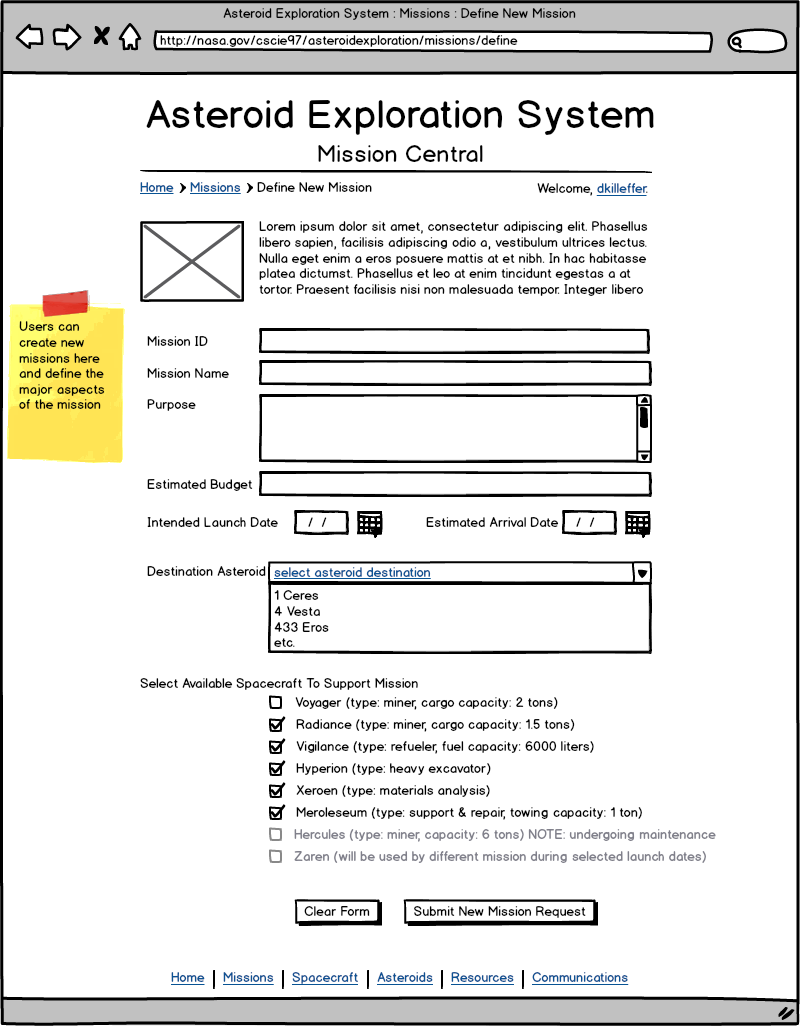 Asteroid Exploration System : Missions : Define New Mission
http://nasa.gov/cscie97/asteroidexploration/missions/define
Asteroid Exploration System
Mission Central
Home > Missions > Define New Mission
Welcome, dkilleffer.
Lorem ipsum dolor sit amet, consectetur adipiscing elit. Phasellus
libero sapien, facilisis adipiscing odio a, vestibulum ultrices lectus.
Nulla eget enim a eros posuere mattis at et nibh. In hac habitasse
platea dictumst. Phasellus et leo at enim tincidunt egestas a at
tortor. Praesent facilisis nisi non malesuada tempor. Integer libero
Users can
create new
missions here
and define the
major aspects
of the mission
Mission ID
Mission Name
Purpose
Estimated Budget
Intended Launch Date / /
Estimated Arrival Date / /
Destination Asteroid select asteroid destination
1 Ceres
4 Vesta
433 Eros
etc.
Select Available Spacecraft To Support Mission
Voyager (type: miner, cargo capacity: 2 tons)
Radiance (type: miner, cargo capacity: 1.5 tons)
Vigilance (type: refueler, fuel capacity: 6000 liters)
Hyperion (type: heavy excavator)
Xeroen (type: materials analysis)
Meroleseum (type: support & repair, towing capacity: 1 ton)
Hercules (type: miner, capacity: 6 tons) NOTE: undergoing maintenance
Zaren (will be used by different mission during selected launch dates)
Clear Form
Submit New Mission Request
Home | Missions | Spacecraft | Asteroids | Resources | Communications